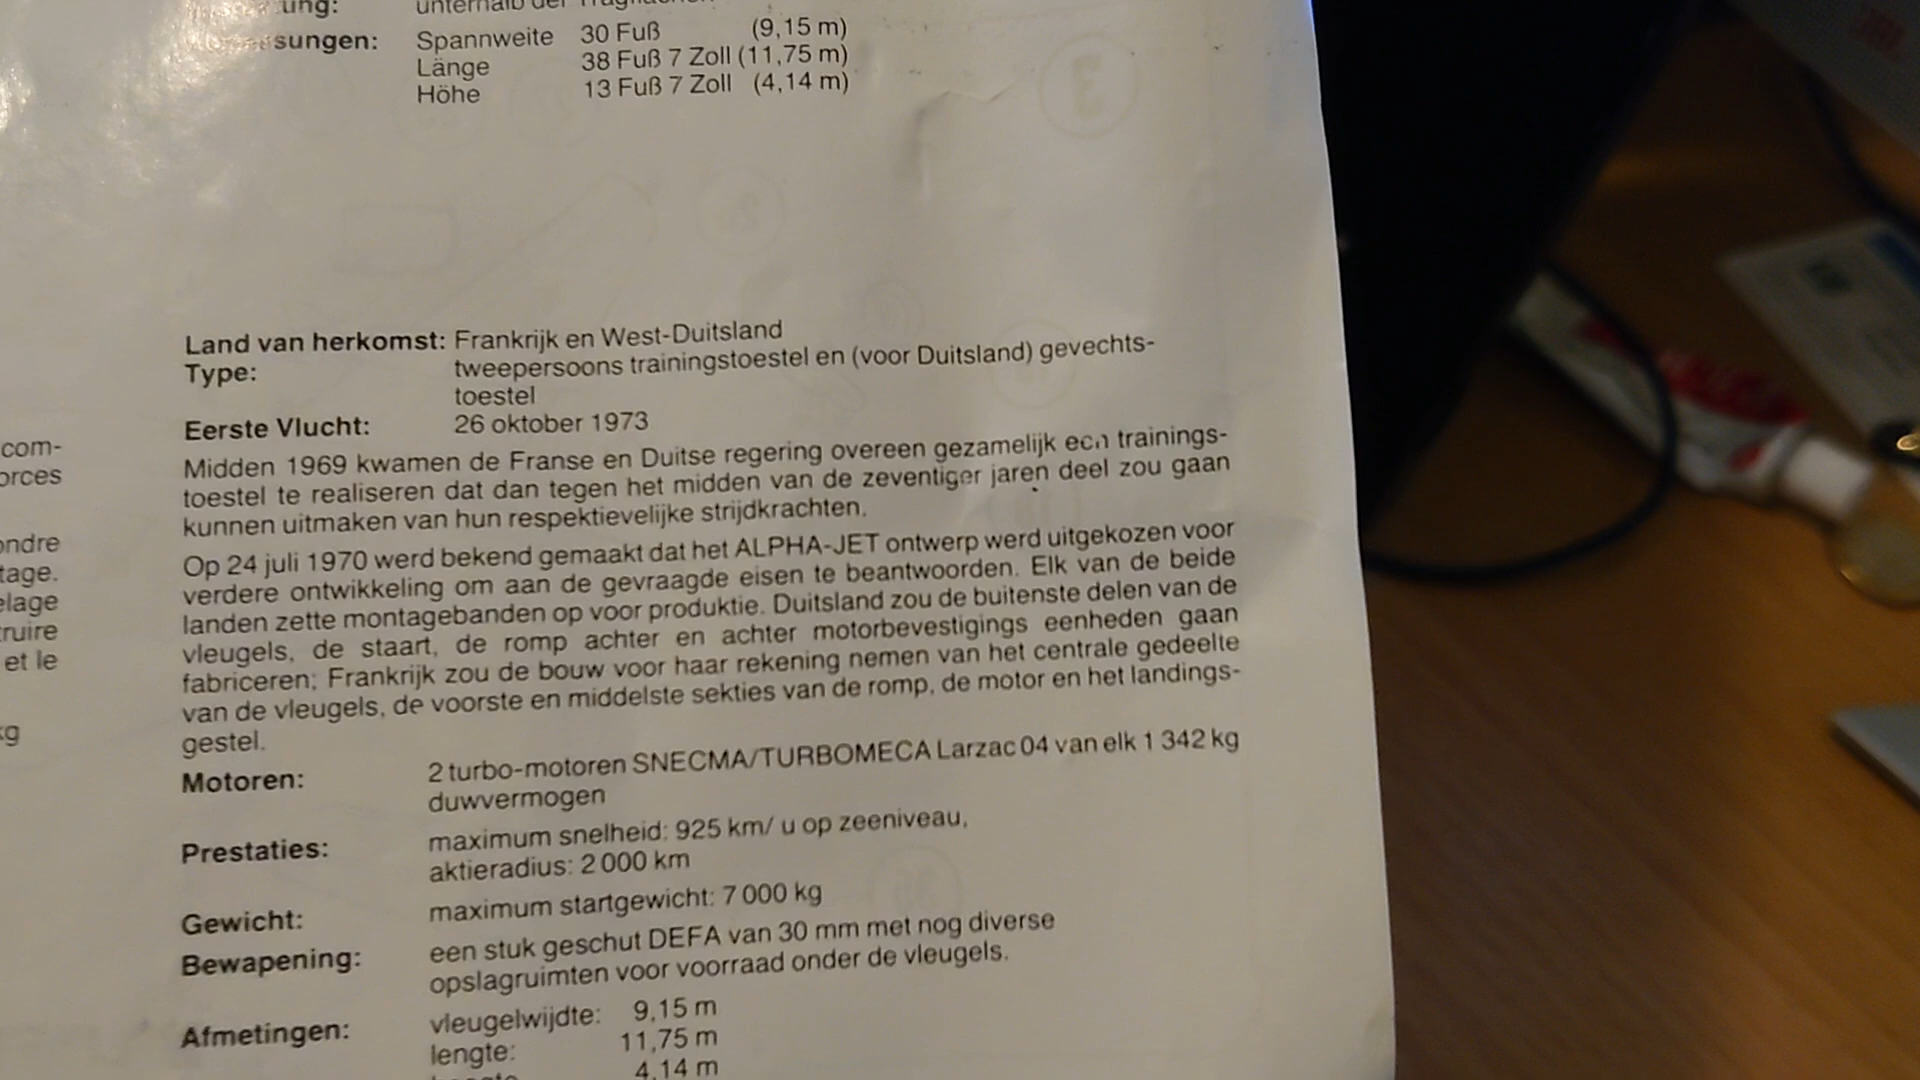 ung:
unterhalb der
sungen:
Spannweite 30 Fuß (9,15 m)
Länge 38 Fuß 7 Zoll (11,75 m)
Höhe 13 Fuß 7 Zoll (4,14 m)
3
com-
orces
ondre
tage.
elage
ruire
et le
kg
Land van herkomst: Frankrijk en West-Duitsland
Type: tweepersoons trainingstoestel en (voor Duitsland) gevechts-
toestel
Eerste Vlucht: 26 oktober 1973
Midden 1969 kwamen de Franse en Duitse regering overeen gezamelijk een trainings-
toestel te realiseren dat dan tegen het midden van de zeventiger jaren deel zou gaan
kunnen uitmaken van hun respektievelijke strijdkrachten.
Op 24 juli 1970 werd bekend gemaakt dat het ALPHA-JET ontwerp werd uitgekozen voor
verdere ontwikkeling om aan de gevraagde eisen te beantwoorden. Elk van de beide
landen zette montagebanden op voor produktie. Duitsland zou de buitenste delen van de
vleugels, de staart, de romp achter en achter motorbevestigings eenheden gaan
fabriceren; Frankrijk zou de bouw voor haar rekening nemen van het centrale gedeelte
van de vleugels, de voorste en middelste sekties van de romp, de motor en het landings-
gestel.
Motoren: 2 turbo-motoren SNECMA/TURBOMECA Larzac 04 van elk 1 342 kg
duwvermogen
Prestaties: maximum snelheid: 925 km/ u op zeeniveau,
aktieradius: 2 000 km
Gewicht: maximum startgewicht: 7 000 kg
Bewapening: een stuk geschut DEFA van 30 mm met nog diverse
opslagruimten voor voorraad onder de vleugels.
Afmetingen: vleugelwijdte: 9,15 m
lengte: 11,75 m
4,14 m